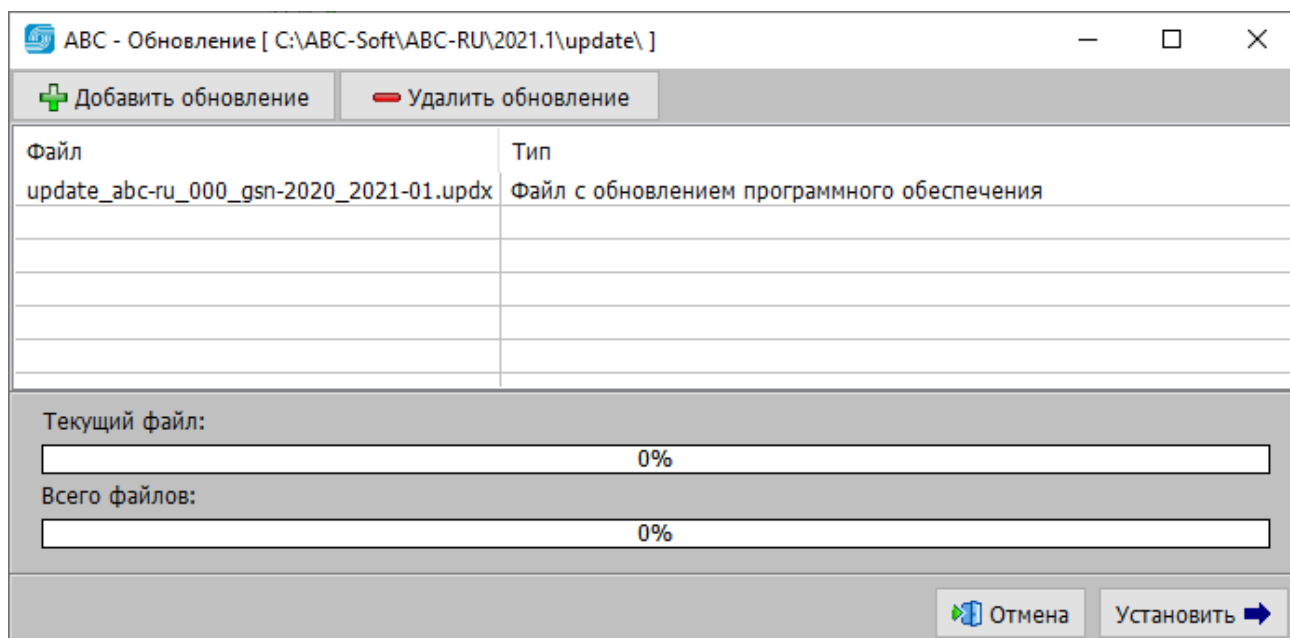 ABC - Обновление [ C:\ABC-Soft\ABC-RU\2021.1\update\ ]
Добавить обновление Удалить обновление
Файл Тип
update_abc-ru_000_gsn-2020_2021-01.updx Файл с обновлением программного обеспечения
Текущий файл:
0%
Всего файлов:
0%
Отмена Установить